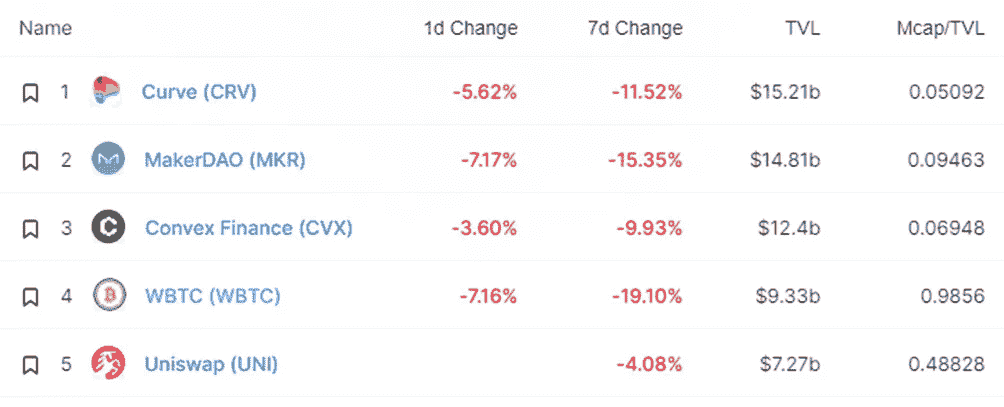 Name 1d Change 7d Change TVL Mcap/TVL
1 Curve (CRV) -5.62% -11.52% $15.21b 0.05092
2 MakerDAO (MKR) -7.17% -15.35% $14.81b 0.09463
3 Convex Finance (CVX) -3.60% -9.93% $12.4b 0.06948
4 WBTC (WBTC) -7.16% -19.10% $9.33b 0.9856
5 Uniswap (UNI) -4.08% $7.27b 0.48828